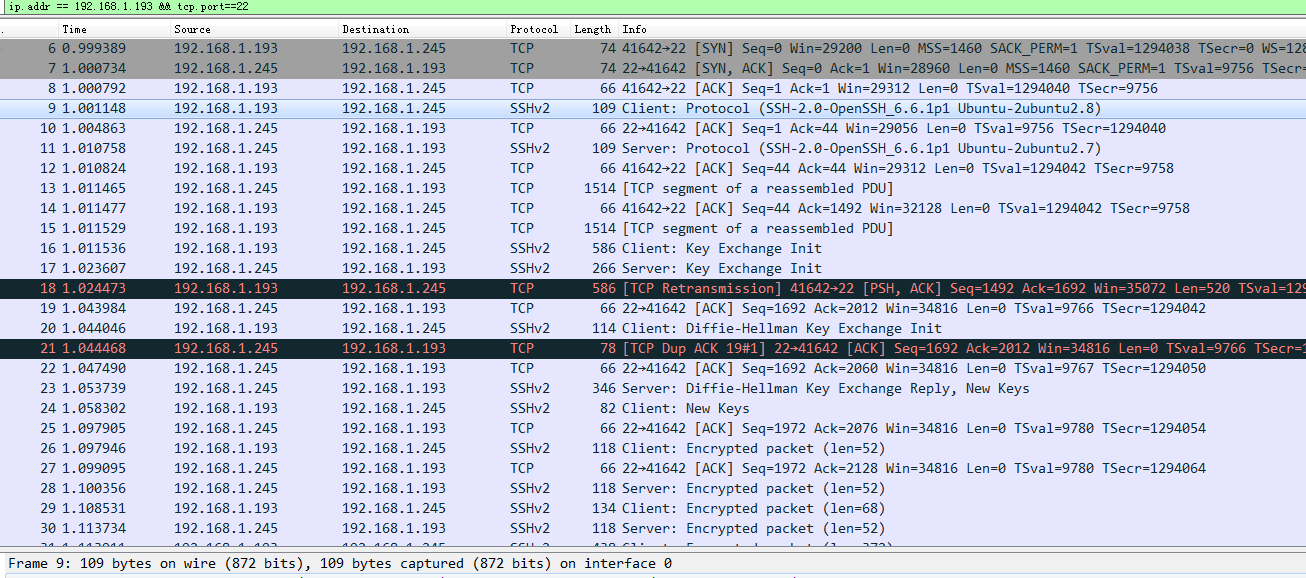 ip.addr == 192.168.1.193 && tcp.port==22
. Time Source Destination Protocol Length Info
6 0.999389 192.168.1.193 192.168.1.245 TCP 74 41642→22 [SYN] Seq=0 Win=29200 Len=0 MSS=1460 SACK_PERM=1 TSval=1294038 TSecr=0 WS=128
7 1.000734 192.168.1.245 192.168.1.193 TCP 74 22→41642 [SYN, ACK] Seq=0 Ack=1 Win=28960 Len=0 MSS=1460 SACK_PERM=1 TSval=9756 TSecr=
8 1.000792 192.168.1.193 192.168.1.245 TCP 66 41642→22 [ACK] Seq=1 Ack=1 Win=29312 Len=0 TSval=1294040 TSecr=9756
9 1.001148 192.168.1.193 192.168.1.245 SSHv2 109 Client: Protocol (SSH-2.0-OpenSSH_6.6.1p1 Ubuntu-2ubuntu2.8)
10 1.004863 192.168.1.245 192.168.1.193 TCP 66 22→41642 [ACK] Seq=1 Ack=44 Win=29056 Len=0 TSval=9756 TSecr=1294040
11 1.010758 192.168.1.245 192.168.1.193 SSHv2 109 Server: Protocol (SSH-2.0-OpenSSH_6.6.1p1 Ubuntu-2ubuntu2.7)
12 1.010824 192.168.1.193 192.168.1.245 TCP 66 41642→22 [ACK] Seq=44 Ack=44 Win=29312 Len=0 TSval=1294042 TSecr=9758
13 1.011465 192.168.1.245 192.168.1.193 TCP 1514 [TCP segment of a reassembled PDU]
14 1.011477 192.168.1.193 192.168.1.245 TCP 66 41642→22 [ACK] Seq=44 Ack=1492 Win=32128 Len=0 TSval=1294042 TSecr=9758
15 1.011529 192.168.1.193 192.168.1.245 TCP 1514 [TCP segment of a reassembled PDU]
16 1.011536 192.168.1.193 192.168.1.245 SSHv2 586 Client: Key Exchange Init
17 1.023607 192.168.1.245 192.168.1.193 SSHv2 266 Server: Key Exchange Init
18 1.024473 192.168.1.193 192.168.1.245 TCP 586 [TCP Retransmission] 41642→22 [PSH, ACK] Seq=1492 Ack=1692 Win=35072 Len=520 TSval=129
19 1.043984 192.168.1.245 192.168.1.193 TCP 66 22→41642 [ACK] Seq=1692 Ack=2012 Win=34816 Len=0 TSval=9766 TSecr=1294042
20 1.044046 192.168.1.193 192.168.1.245 SSHv2 114 Client: Diffie-Hellman Key Exchange Init
21 1.044468 192.168.1.245 192.168.1.193 TCP 78 [TCP Dup ACK 19#1] 22→41642 [ACK] Seq=1692 Ack=2012 Win=34816 Len=0 TSval=9766 TSecr=1
22 1.047490 192.168.1.245 192.168.1.193 TCP 66 22→41642 [ACK] Seq=1692 Ack=2060 Win=34816 Len=0 TSval=9767 TSecr=1294050
23 1.053739 192.168.1.245 192.168.1.193 SSHv2 346 Server: Diffie-Hellman Key Exchange Reply, New Keys
24 1.058302 192.168.1.193 192.168.1.245 SSHv2 82 Client: New Keys
25 1.097905 192.168.1.245 192.168.1.193 TCP 66 22→41642 [ACK] Seq=1972 Ack=2076 Win=34816 Len=0 TSval=9780 TSecr=1294054
26 1.097946 192.168.1.193 192.168.1.245 SSHv2 118 Client: Encrypted packet (len=52)
27 1.099095 192.168.1.245 192.168.1.193 TCP 66 22→41642 [ACK] Seq=1972 Ack=2128 Win=34816 Len=0 TSval=9780 TSecr=1294064
28 1.100356 192.168.1.245 192.168.1.193 SSHv2 118 Server: Encrypted packet (len=52)
29 1.108531 192.168.1.193 192.168.1.245 SSHv2 134 Client: Encrypted packet (len=68)
30 1.113734 192.168.1.245 192.168.1.193 SSHv2 118 Server: Encrypted packet (len=52)
Frame 9: 109 bytes on wire (872 bits), 109 bytes captured (872 bits) on interface 0